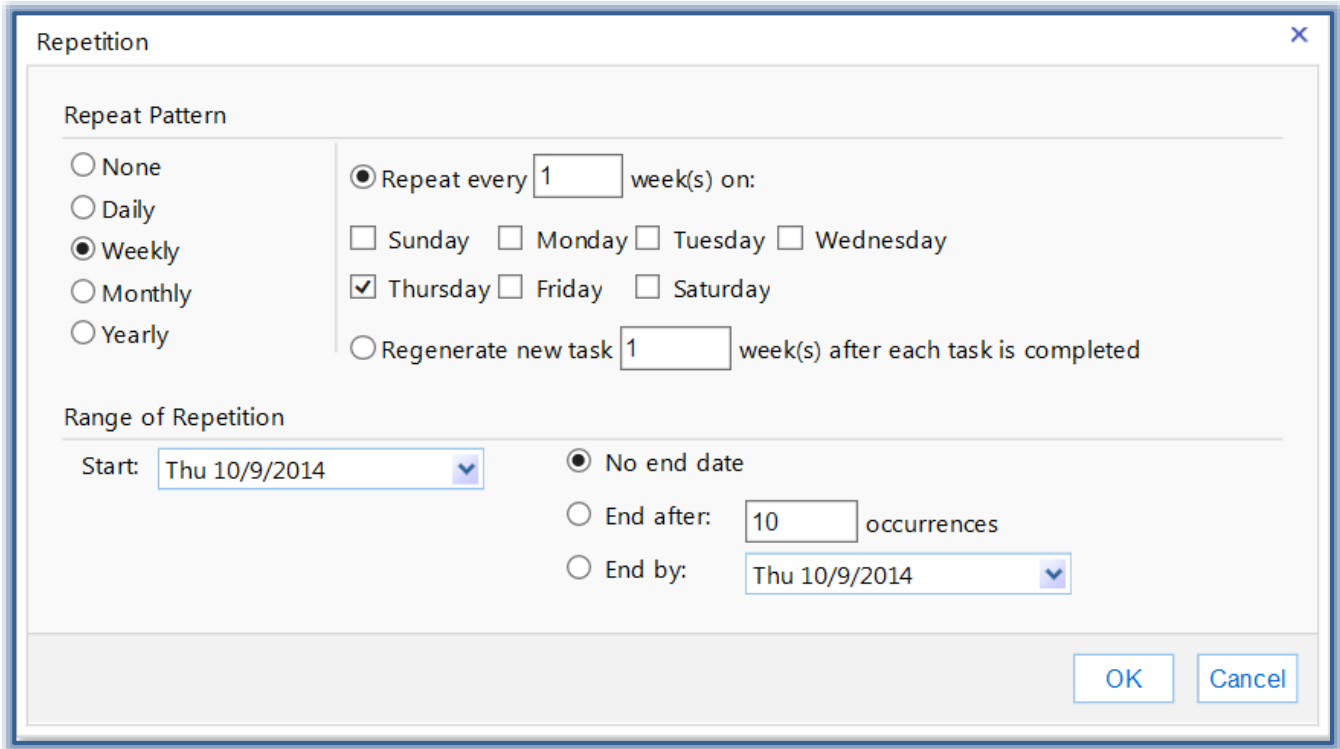 Repetition
Repeat Pattern
None
Daily
Weekly
Monthly
Yearly
Repeat every 1 week(s) on:
Sunday Monday Tuesday Wednesday
Thursday Friday Saturday
Regenerate new task 1 week(s) after each task is completed
Range of Repetition
Start: Thu 10/9/2014
No end date
End after: 10 occurrences
End by: Thu 10/9/2014
OK Cancel